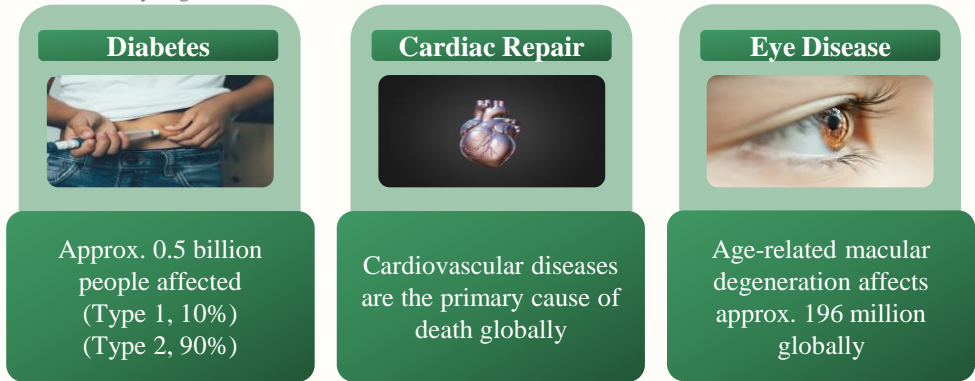 Diabetes
Approx. 0.5 billion
people affected
(Type 1, 10%)
(Type 2, 90%)
Cardiac Repair
Cardiovascular diseases
are the primary cause of
death globally
Eye Disease
Age-related macular
degeneration affects
approx. 196 million
globally